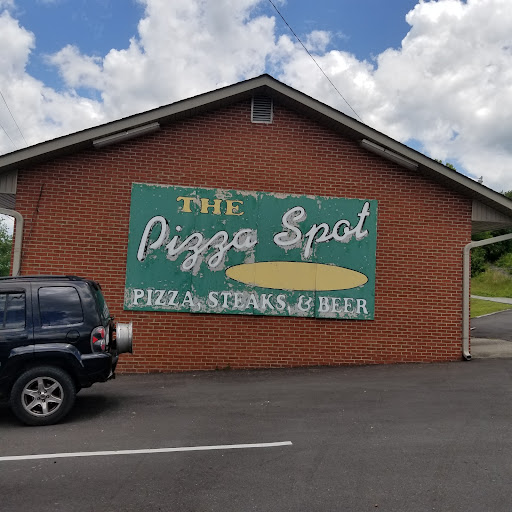 THE
Pizza Spot
PIZZA, STEAKS, & BEER